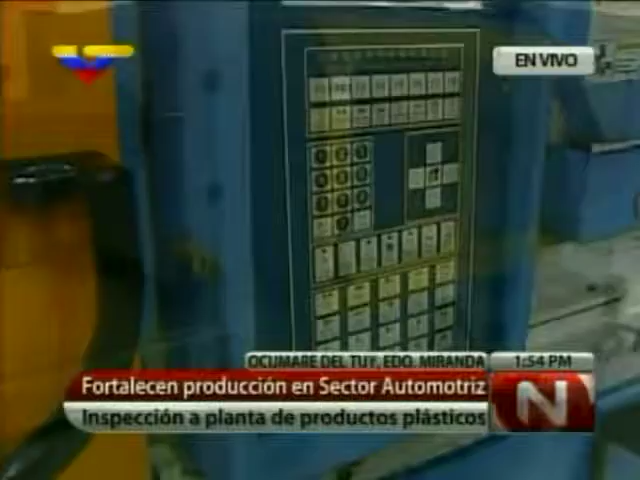 EN VIVO
OCUMARE DEL TUY, EDO. MIRANDA
1:54 PM
Fortalecen producción en Sector Automotriz
Inspección a planta de productos plásticos
N